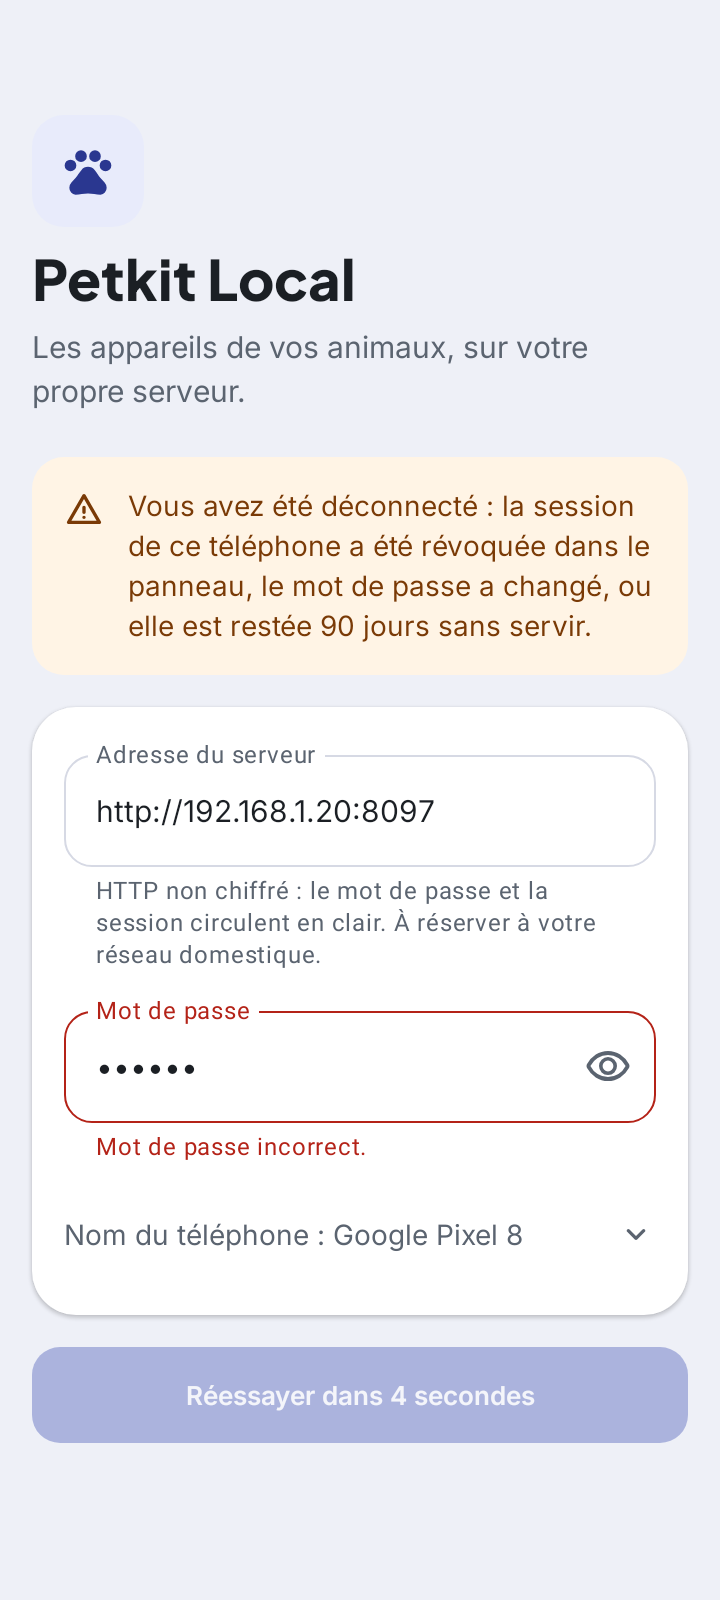 Petkit Local
Les appareils de vos animaux, sur votre
propre serveur.
Vous avez été déconnecté : la session
de ce téléphone a été révoquée dans le
panneau, le mot de passe a changé, ou
elle est restée 90 jours sans servir.
Adresse du serveur
http://192.168.1.20:8097
HTTP non chiffré : le mot de passe et la
session circulent en clair. À réserver à votre
réseau domestique.
Mot de passe
••••••
Mot de passe incorrect.
Nom du téléphone : Google Pixel 8
Réessayer dans 4 secondes